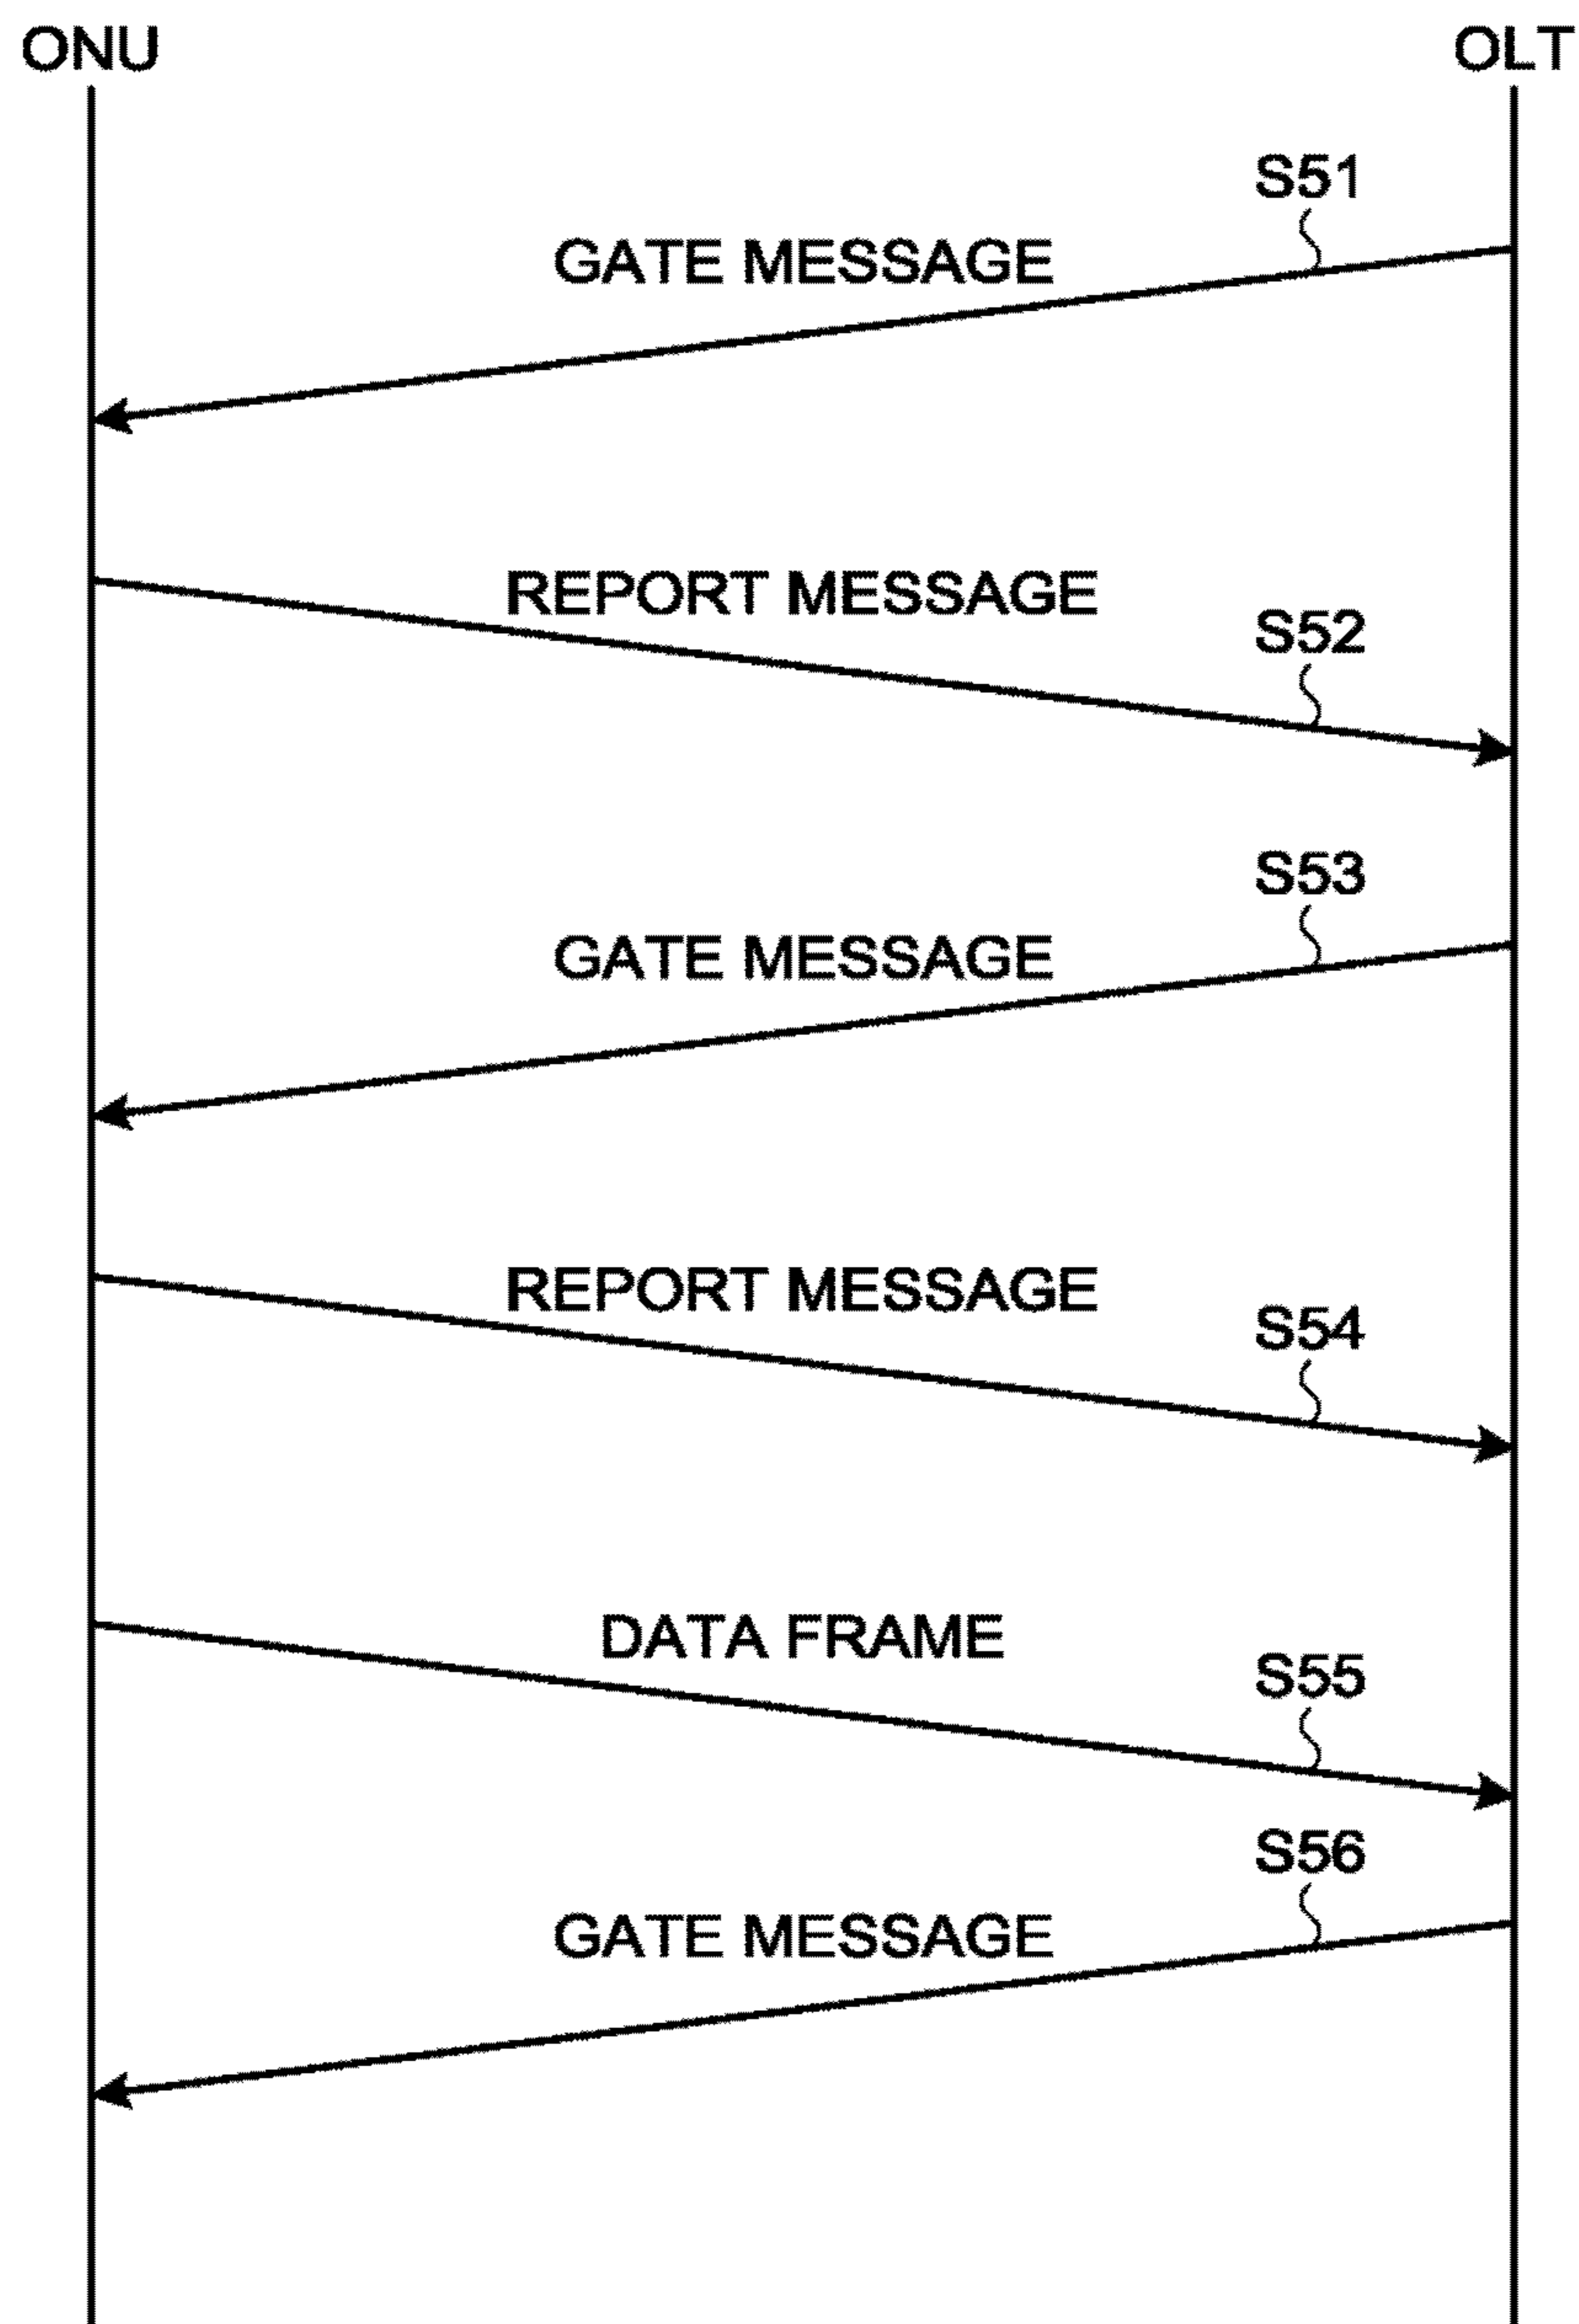 ONU
OLT
S51
GATE MESSAGE
REPORT MESSAGE
S52
S53
GATE MESSAGE
REPORT MESSAGE
S54
DATA FRAME
S55
S56
GATE MESSAGE